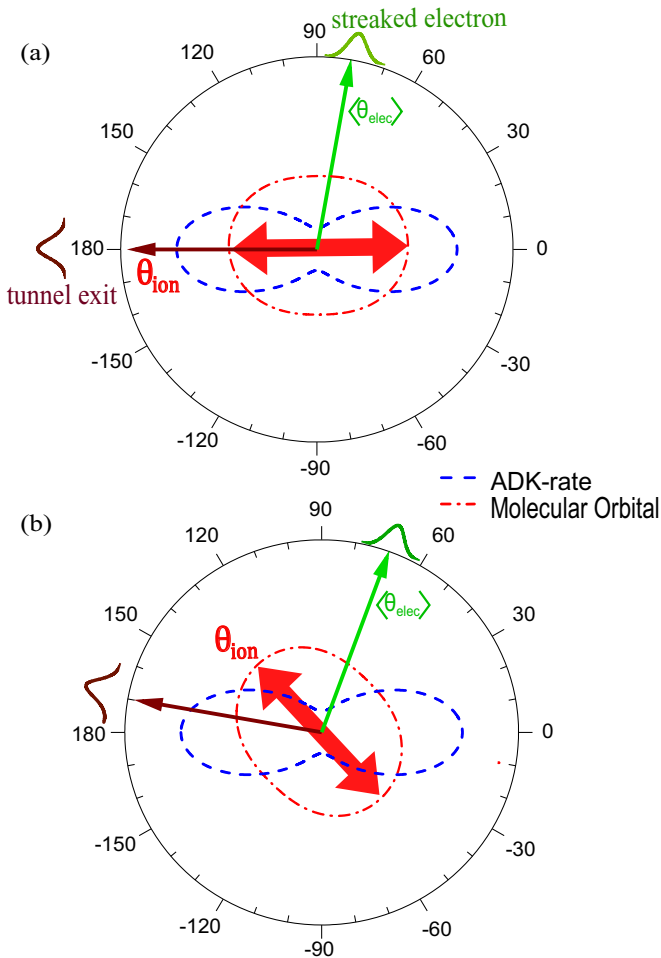 streaked electron
(a)
90
120
60
⟨θelec⟩
150
30
180
0
θion
tunnel exit
-150
-30
-120
-60
-90
ADK-rate
Molecular Orbital
(b)
90
120
60
⟨θelec⟩
150
30
θion
180
0
-150
-30
-120
-60
-90